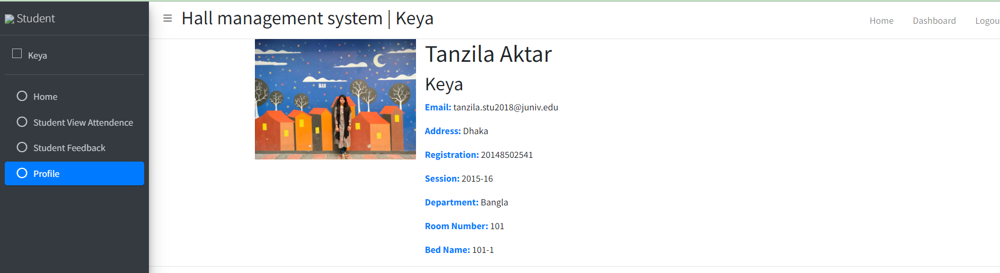 Student
Keya
Home
Student View Attendence
Student Feedback
Profile
Hall management system | Keya
Home Dashboard Logou
Tanzila Aktar
Keya
Email: tanzila.stu2018@juniv.edu
Address: Dhaka
Registration: 20148502541
Session: 2015-16
Department: Bangla
Room Number: 101
Bed Name: 101-1